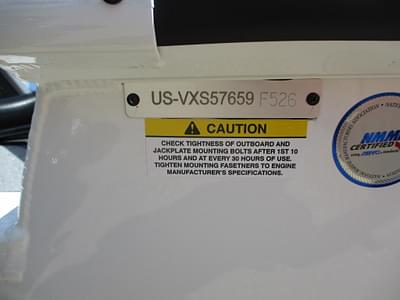 US-VXS57659 F526
CAUTION
CHECK TIGHTNESS OF OUTBOARD AND
JACKPLATE MOUNTING BOLTS AFTER 1ST 10
HOURS AND AT EVERY 30 HOURS OF USE.
TIGHTEN MOUNTING FASETNERS TO ENGINE
MANUFACTURER'S SPECIFICATIONS.
NMMA
CERTIFIED